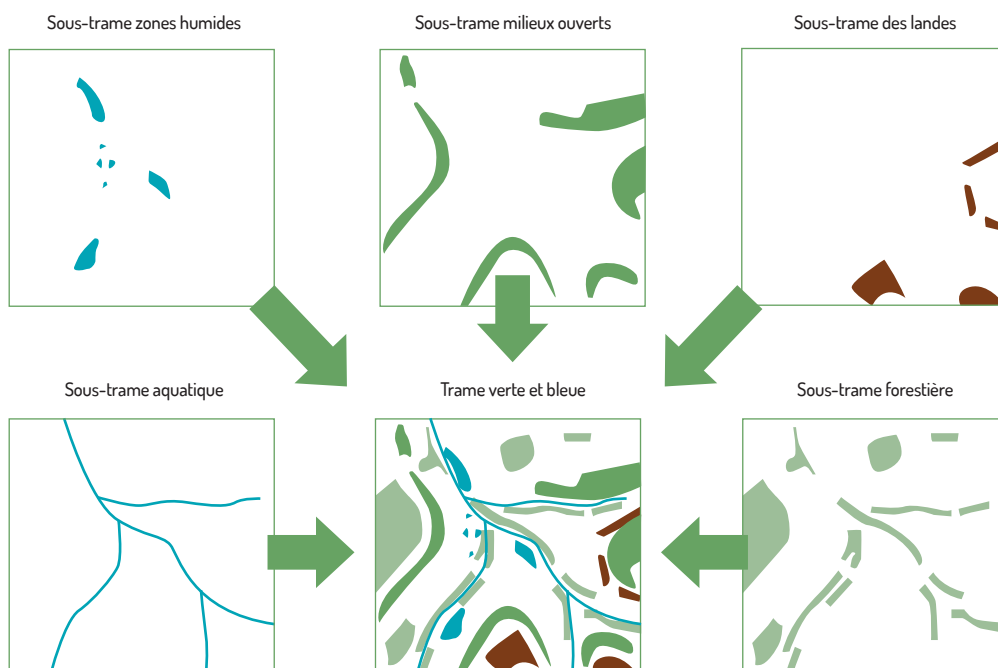 Sous-trame zones humides
Sous-trame milieux ouverts
Sous-trame des landes
Sous-trame aquatique
Trame verte et bleue
Sous-trame forestière